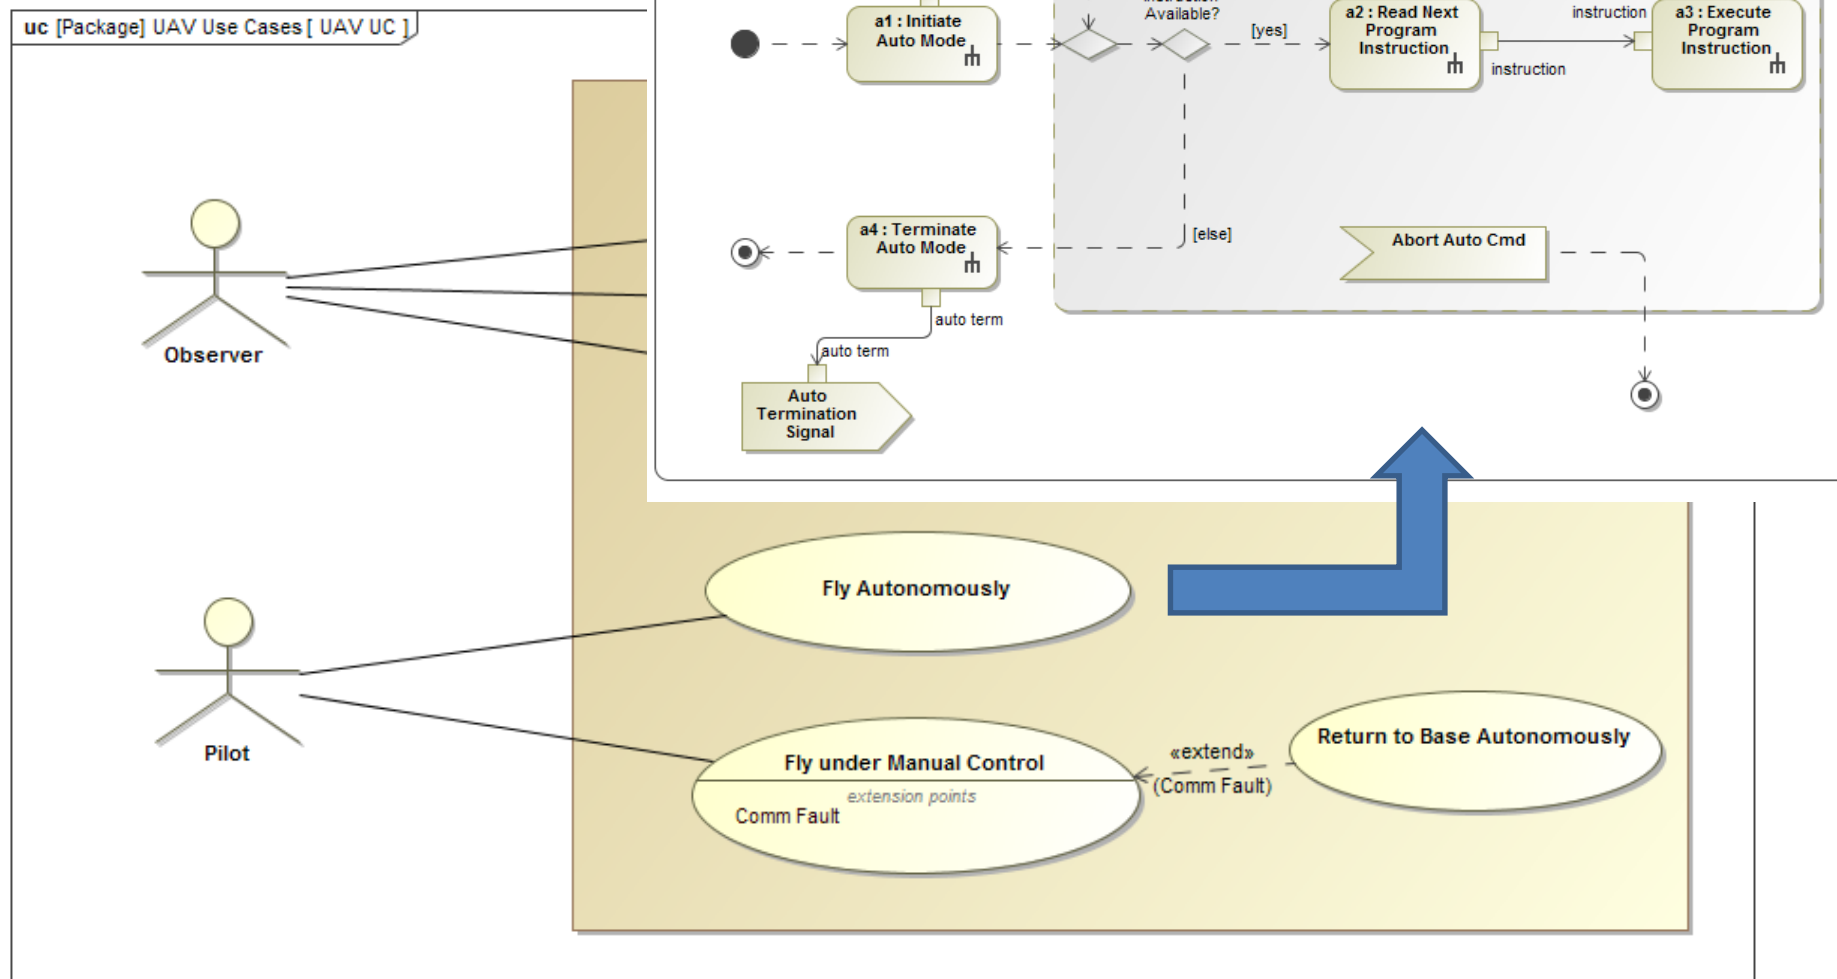 uc [Package] UAV Use Cases [ UAV UC ]
a1 : Initiate
Auto Mode
Available?
[yes]
a2 : Read Next
Program
Instruction
instruction
instruction
a3 : Execute
Program
Instruction
a4 : Terminate
Auto Mode
[else]
Abort Auto Cmd
auto term
auto term
Auto
Termination
Signal
Observer
Fly Autonomously
Pilot
Fly under Manual Control
extension points
Comm Fault
«extend»
(Comm Fault)
Return to Base Autonomously